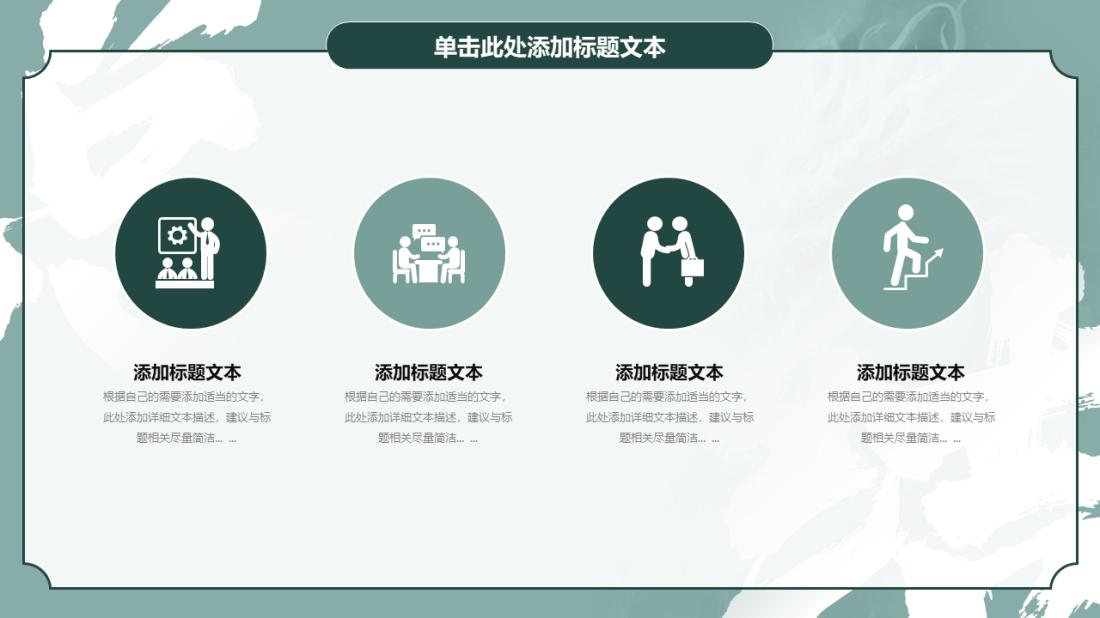 单击此处添加标题文本
添加标题文本
根据自己的需要添加适当的文字，
此处添加详细文本描述，建议与标
题相关尽量简洁... ...
添加标题文本
根据自己的需要添加适当的文字，
此处添加详细文本描述，建议与标
题相关尽量简洁... ...
添加标题文本
根据自己的需要添加适当的文字，
此处添加详细文本描述，建议与标
题相关尽量简洁... ...
添加标题文本
根据自己的需要添加适当的文字，
此处添加详细文本描述，建议与标
题相关尽量简洁... ...